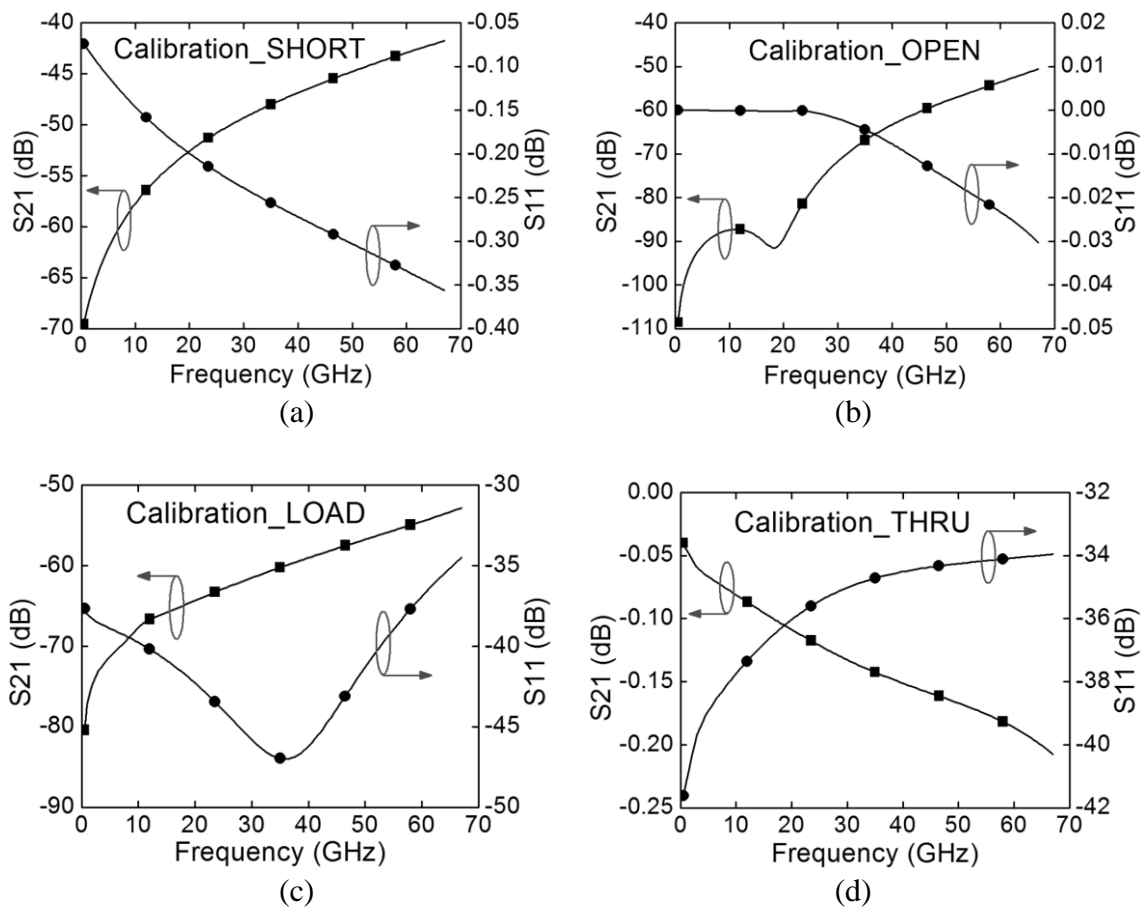 Calibration_SHORT
S21 (dB)
-40
-45
-50
-55
-60
-65
-70
S11 (dB)
-0.05
-0.10
-0.15
-0.20
-0.25
-0.30
-0.35
-0.40
0 10 20 30 40 50 60 70
Frequency (GHz)
(a)
Calibration_OPEN
S21 (dB)
-40
-50
-60
-70
-80
-90
-100
-110
S11 (dB)
0.02
0.01
0.00
-0.01
-0.02
-0.03
-0.04
-0.05
0 10 20 30 40 50 60 70
Frequency (GHz)
(b)
Calibration_LOAD
S21 (dB)
-50
-60
-70
-80
-90
S11 (dB)
-30
-35
-40
-45
-50
0 10 20 30 40 50 60 70
Frequency (GHz)
(c)
Calibration_THRU
S21 (dB)
0.00
-0.05
-0.10
-0.15
-0.20
-0.25
S11 (dB)
-32
-34
-36
-38
-40
-42
0 10 20 30 40 50 60 70
Frequency (GHz)
(d)